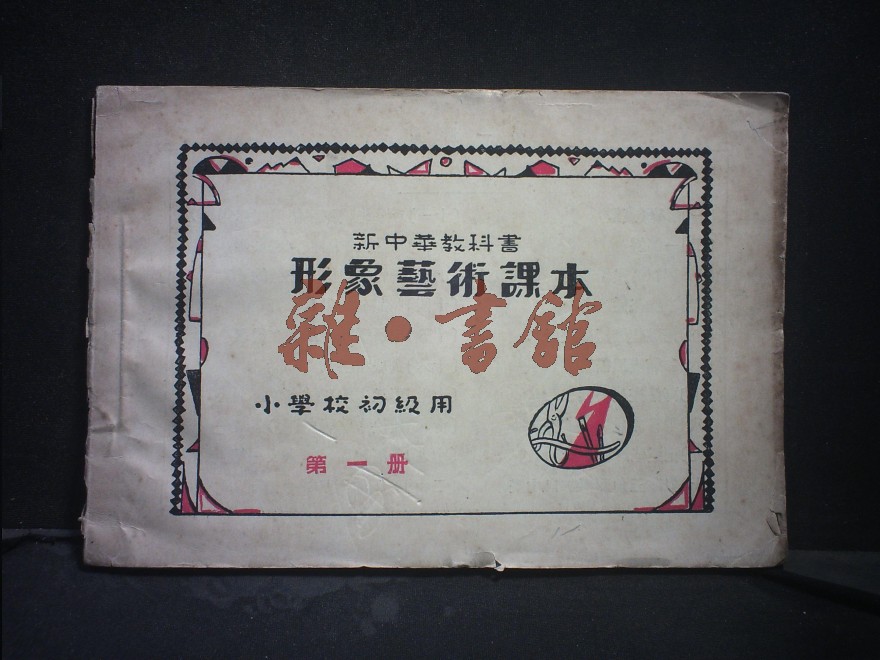 新中華教科書
形象藝術課本
雜·書館
小學校初級用
第一册